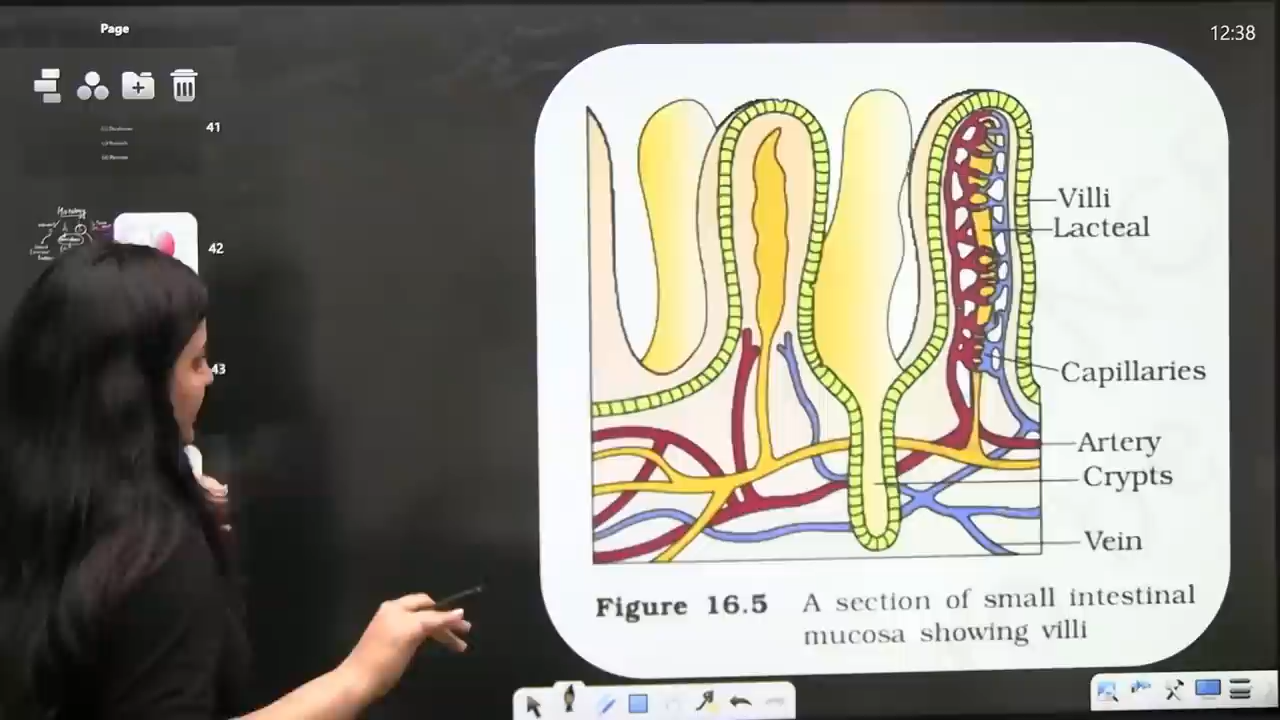 Page
12:38
41
42
43
Villi
Lacteal
Capillaries
Artery
Crypts
Vein
Figure 16.5 A section of small intestinal
mucosa showing villi